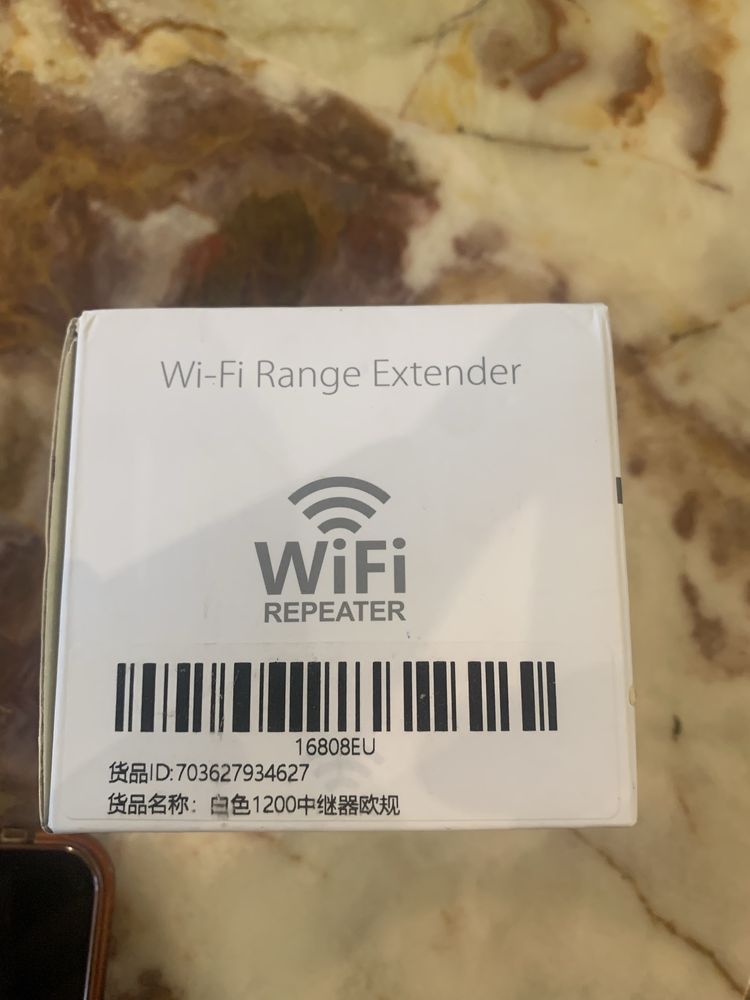 Wi-Fi Range Extender
WiFi
REPEATER
16808EU
货品ID:703627934627
货品名称：白色1200中继器欧规